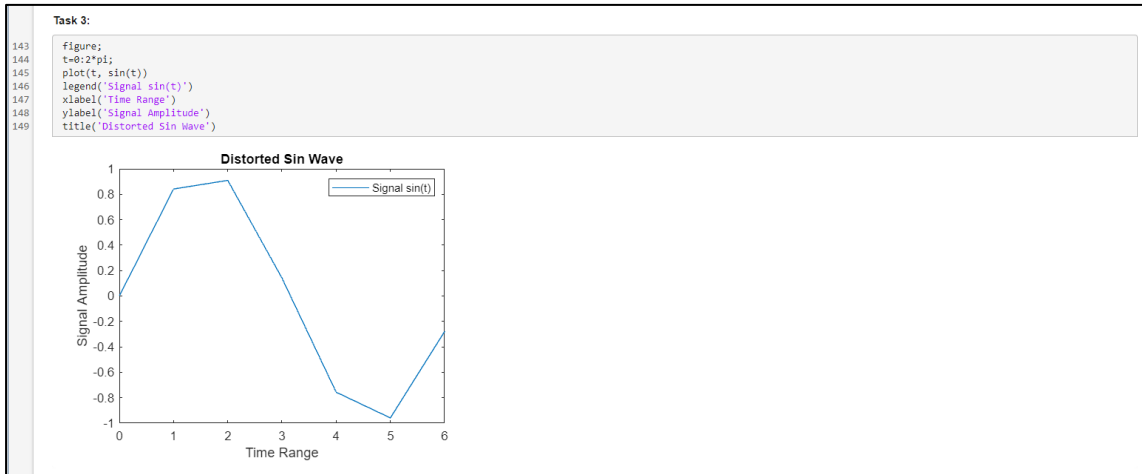 Task 3:
143 figure;
144 t=0:2*pi;
145 plot(t, sin(t))
146 legend('Signal sin(t)')
147 xlabel('Time Range')
148 ylabel('Signal Amplitude')
149 title('Distorted Sin Wave')
Distorted Sin Wave
Signal sin(t)
1
0.8
0.6
0.4
0.2
0
-0.2
-0.4
-0.6
-0.8
-1
Signal Amplitude
0 1 2 3 4 5 6
Time Range